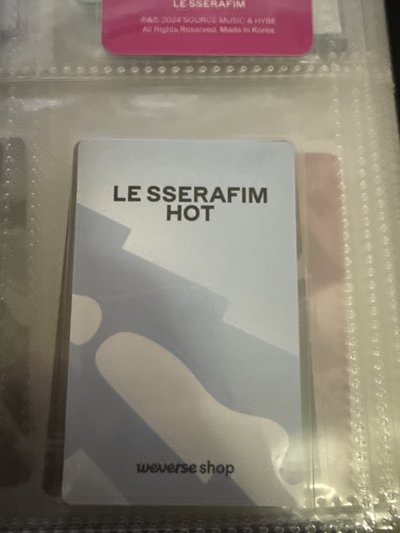 LE SSERAFIM
℗&© 2024 SOURCE MUSIC & HYBE.
All Rights Reserved. Made in Korea.
LE SSERAFIM
HOT
weverse shop